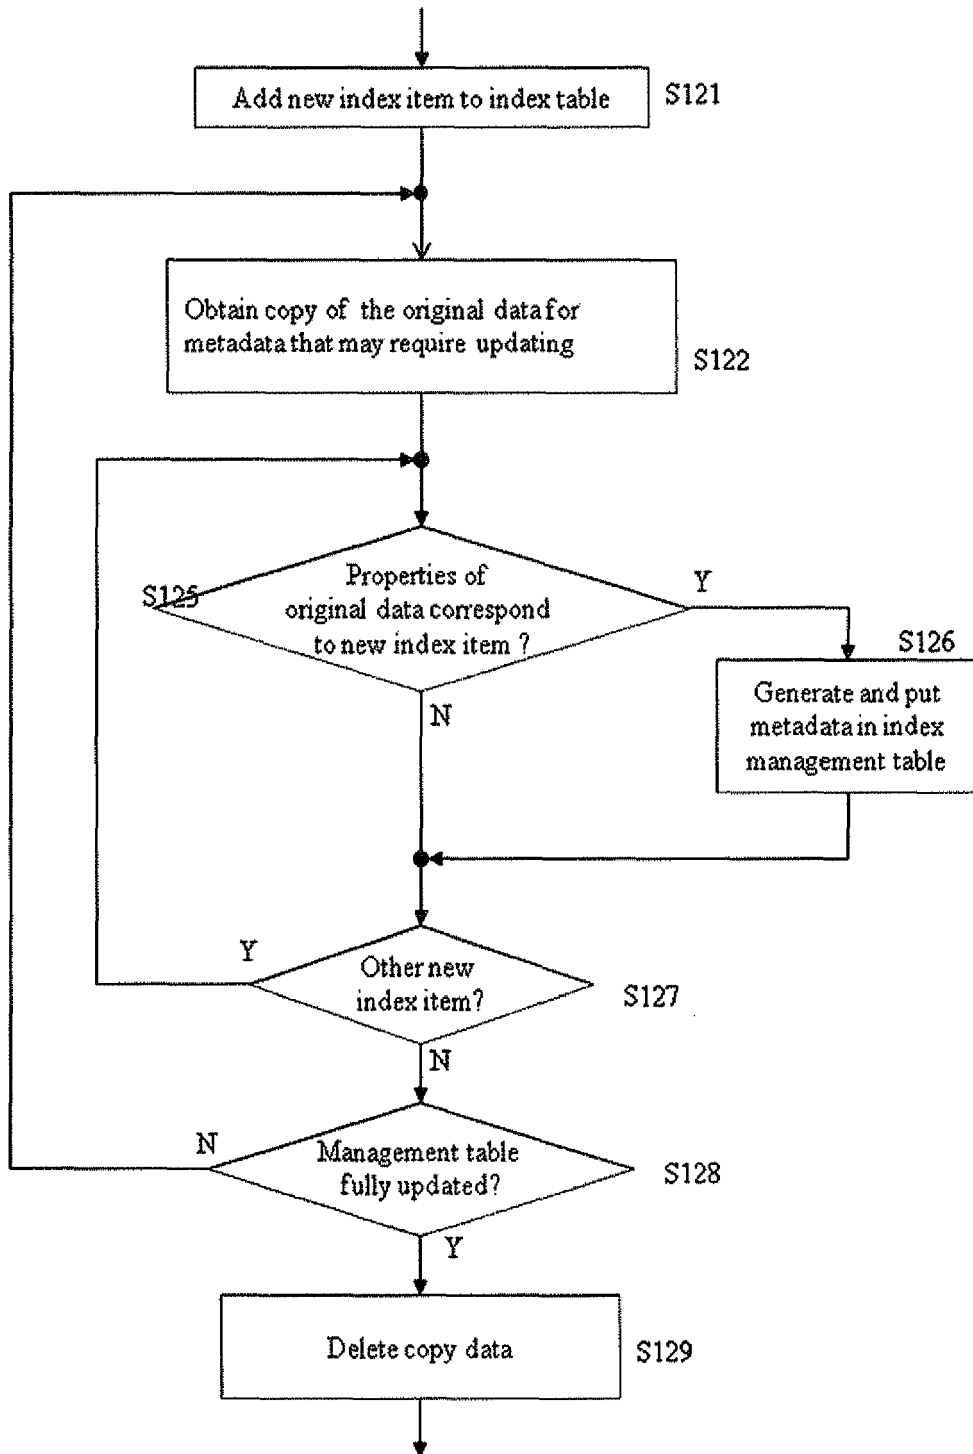 Add new index item to index table
S121
Obtain copy of the original data for
metadata that may require updating
S122
S125
Properties of
original data correspond
to new index item ?
Y
S126
Generate and put
metadata in index
management table
N
Y
Other new
index item?
S127
N
N
Management table
fully updated?
S128
Y
Delete copy data
S129